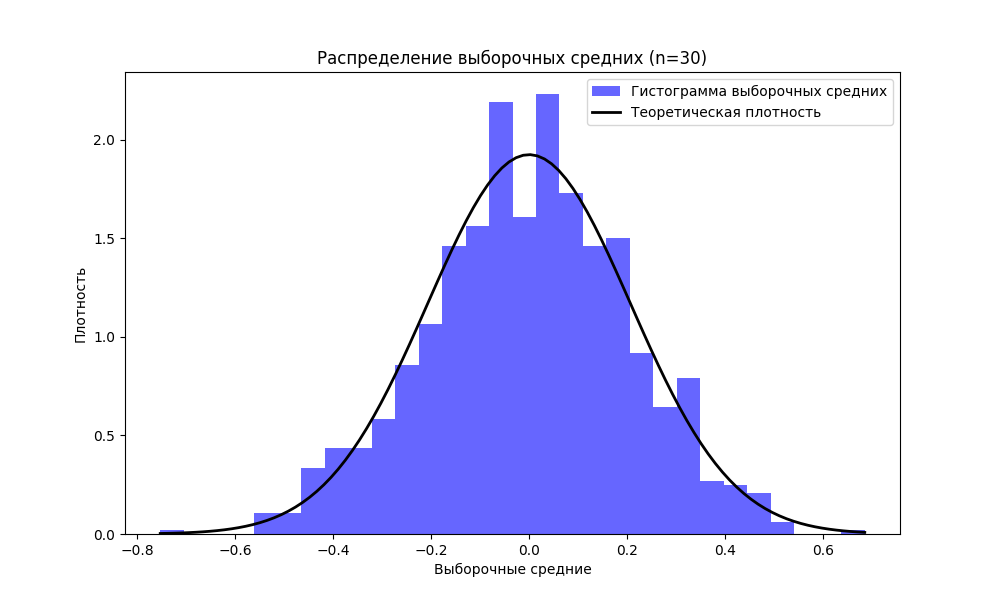 Распределение выборочных средних (n=30)
Гистограмма выборочных средних
Теоретическая плотность
Плотность
2.0
1.5
1.0
0.5
0.0
−0.8 −0.6 −0.4 −0.2 0.0 0.2 0.4 0.6
Выборочные средние